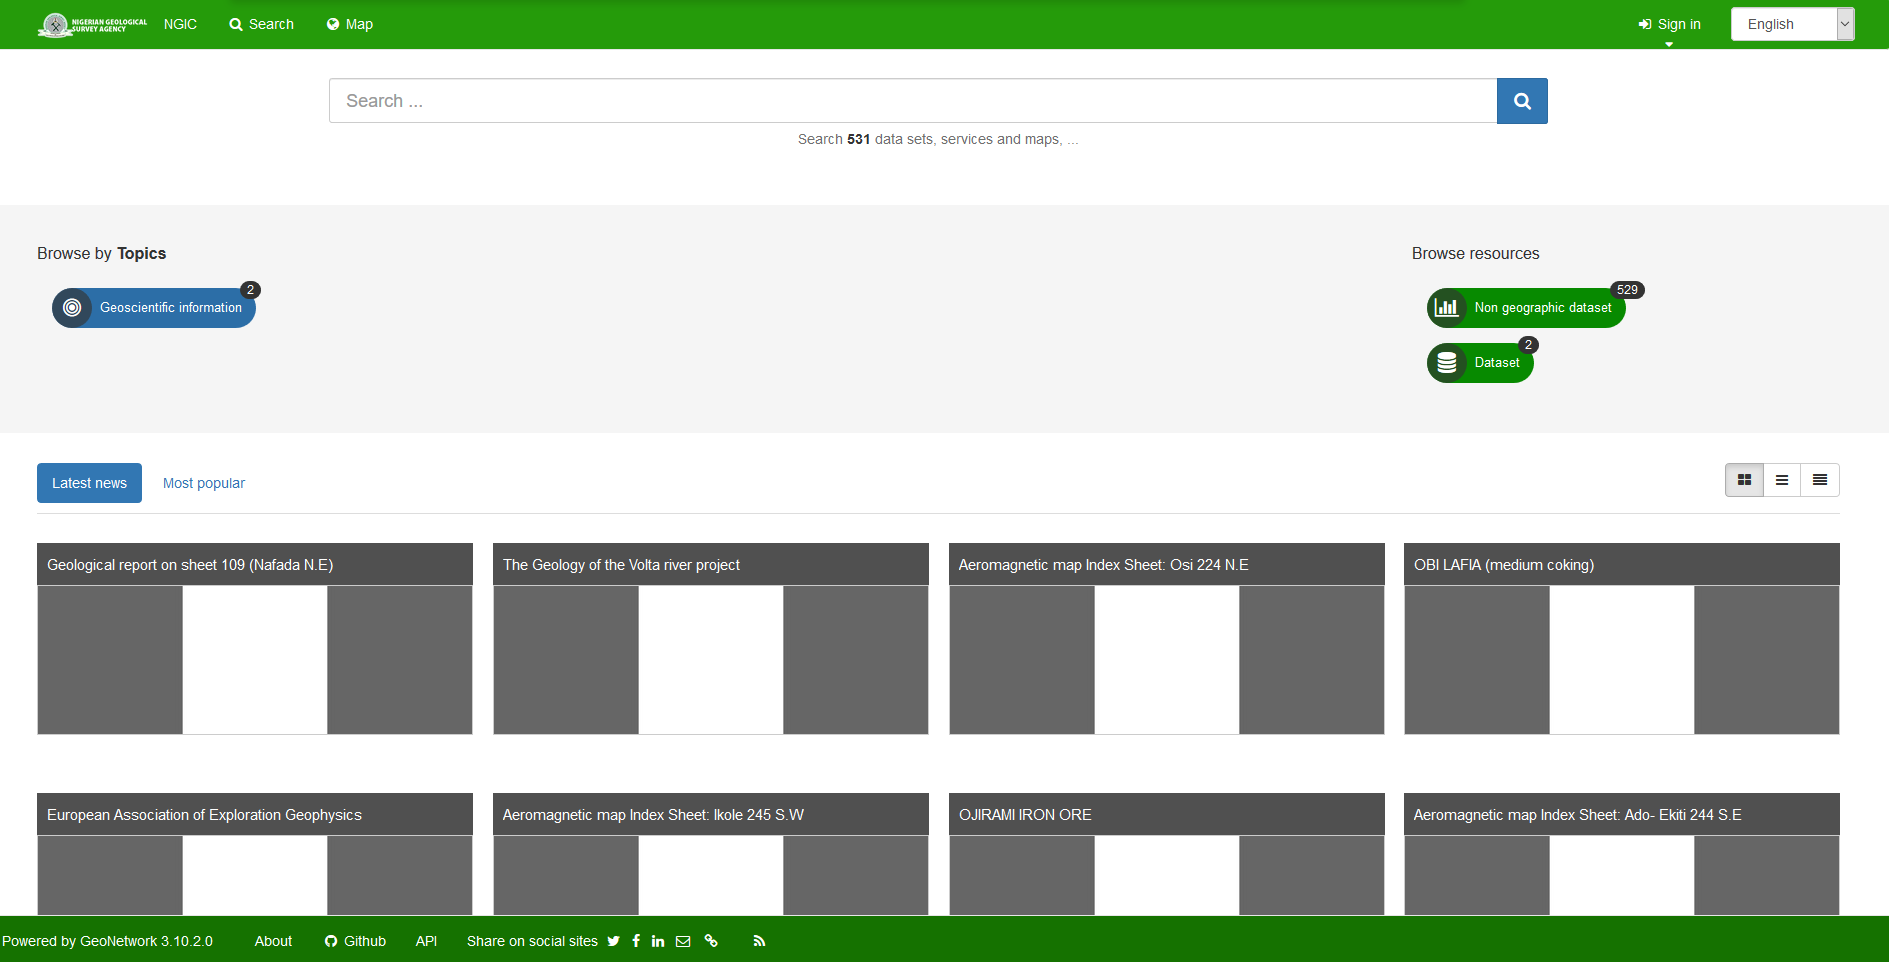 NIGERIAN GEOLOGICAL
SURVEY AGENCY
NGIC
Search
Map
Sign in
English
Search ...
Search 531 data sets, services and maps, ...
Browse by Topics
Browse resources
Geoscientific information
2
Non geographic dataset
529
Dataset
2
Latest news
Most popular
Geological report on sheet 109 (Nafada N.E)
The Geology of the Volta river project
Aeromagnetic map Index Sheet: Osi 224 N.E
OBI LAFIA (medium coking)
European Association of Exploration Geophysics
Aeromagnetic map Index Sheet: Ikole 245 S.W
OJIRAMI IRON ORE
Aeromagnetic map Index Sheet: Ado- Ekiti 244 S.E
Powered by GeoNetwork 3.10.2.0
About
Github
API
Share on social sites